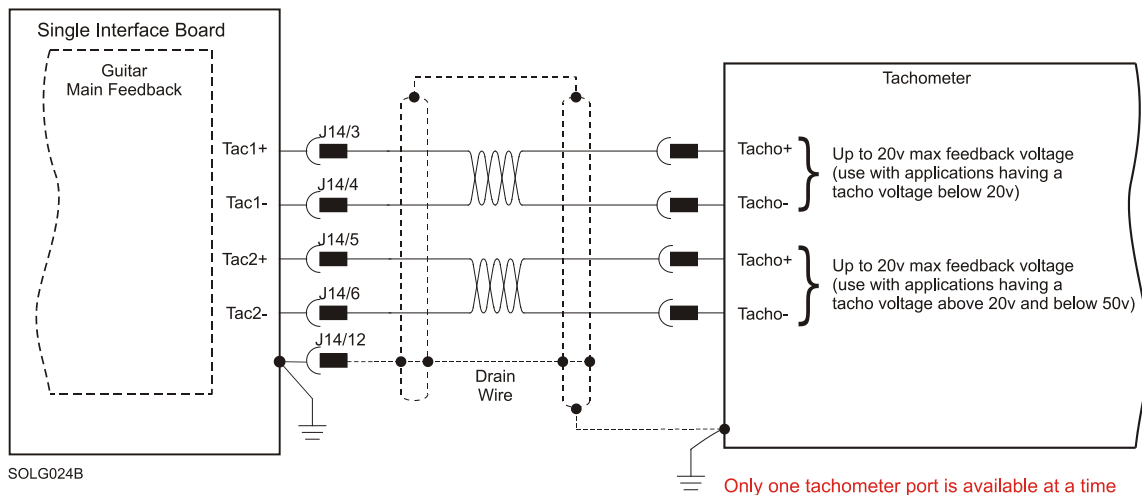 Single Interface Board
Guitar
Main Feedback
Tachometer
Tac1+
J14/3
Tacho+
Tac1-
J14/4
Tacho-
Up to 20v max feedback voltage
(use with applications having a
tacho voltage below 20v)
Tac2+
J14/5
Tacho+
Tac2-
J14/6
Tacho-
Up to 20v max feedback voltage
(use with applications having a
tacho voltage above 20v and below 50v)
J14/12
Drain
Wire
SOLG024B
Only one tachometer port is available at a time